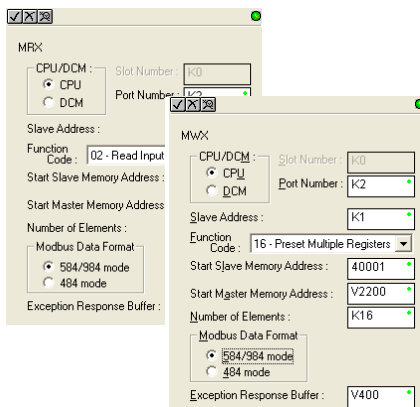 MRX
CPU/DCM :
CPU
DCM
Slot Number : K0
Port Number :
Slave Address :
Function
Code : 02 - Read Input
Start Slave Memory Address :
Start Master Memory Address
Number of Elements :
Modbus Data Format
584/984 mode
484 mode
Exception Response Buffer :
MWX
CPU/DCM :
CPU
DCM
Slot Number : K0
Port Number : K2
Slave Address : K1
Function
Code : 16 - Preset Multiple Registers
Start Slave Memory Address : 40001
Start Master Memory Address : V2200
Number of Elements : K16
Modbus Data Format
584/984 mode
484 mode
Exception Response Buffer : V400